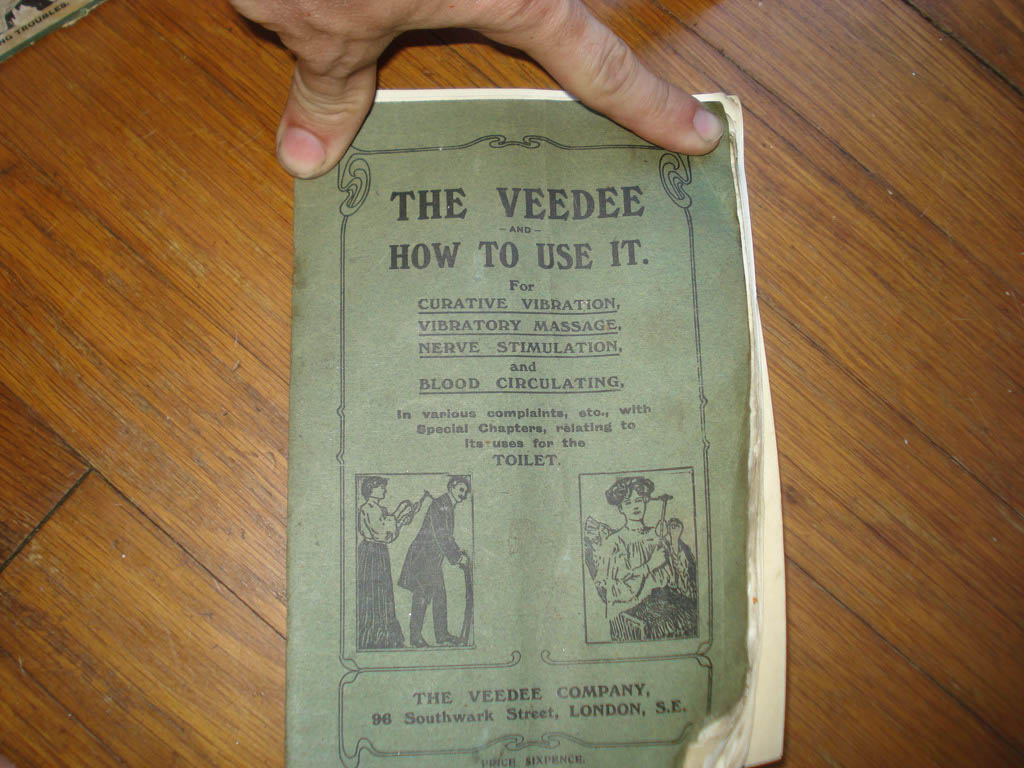 NG TROUBLES.
THE VEEDEE
- AND -
HOW TO USE IT.
For
CURATIVE VIBRATION,
VIBRATORY MASSAGE,
NERVE STIMULATION,
and
BLOOD CIRCULATING,
In various complaints, etc., with
Special Chapters, relating to
its uses for the
TOILET.
THE VEEDEE COMPANY,
96 Southwark Street, LONDON, S.E.
PRICE SIXPENCE.